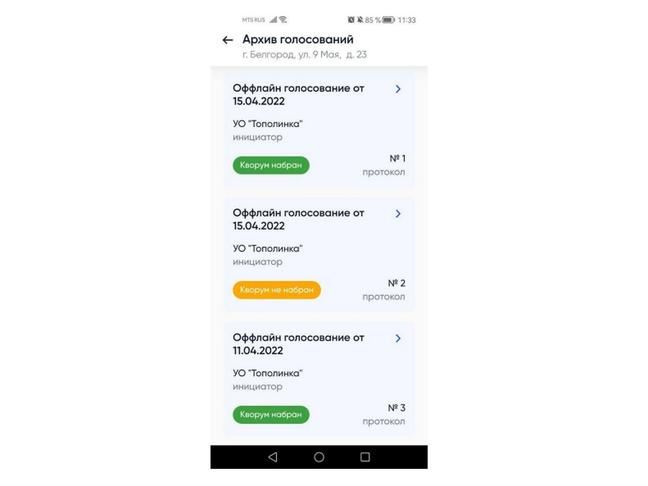 MTS RUS 85 % 11:33
Архив голосований
г. Белгород, ул. 9 Мая, д. 23
Оффлайн голосование от
15.04.2022
УО "Тополинка"
инициатор
Кворум набран
№ 1
протокол
Оффлайн голосование от
15.04.2022
УО "Тополинка"
инициатор
Кворум не набран
№ 2
протокол
Оффлайн голосование от
11.04.2022
УО "Тополинка"
инициатор
Кворум набран
№ 3
протокол